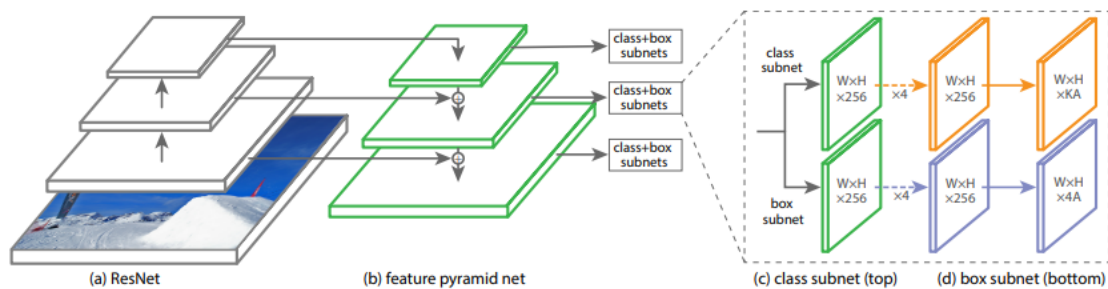 class+box
subnets
class+box
subnets
class+box
subnets
class
subnet
W×H
×256
×4
W×H
×256
W×H
×KA
W×H
×256
×4
W×H
×256
W×H
×4A
box
subnet
(a) ResNet
(b) feature pyramid net
(c) class subnet (top)
(d) box subnet (bottom)